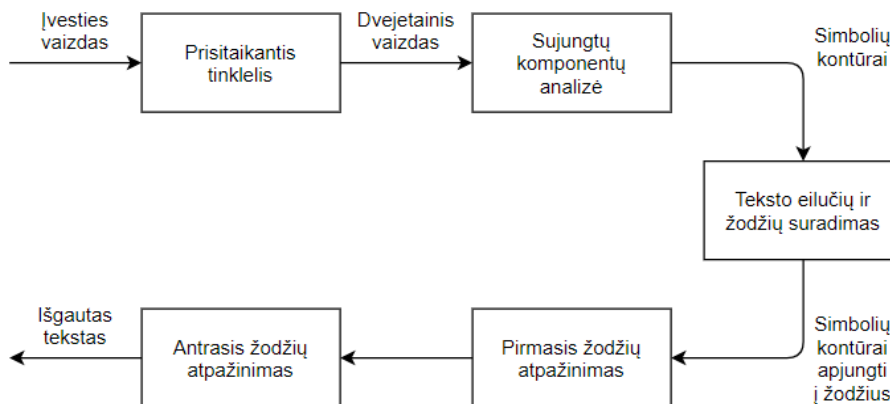 Įvesties
vaizdas
Prisitaikantis
tinklelis
Dvejetainis
vaizdas
Sujungtų
komponentų
analizė
Simbolių
kontūrai
Teksto eilučių ir
žodžių suradimas
Simbolių
kontūrai
apjungti
į žodžius
Pirmasis žodžių
atpažinimas
Antrasis žodžių
atpažinimas
Išgautas
tekstas